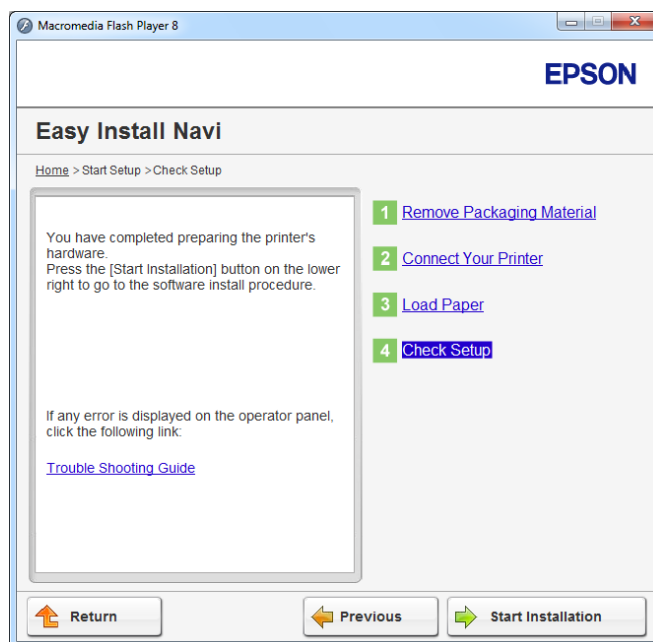 Macromedia Flash Player 8
EPSON
Easy Install Navi
Home > Start Setup >Check Setup
You have completed preparing the printer's
hardware.
Press the [Start Installation] button on the lower
right to go to the software install procedure.
If any error is displayed on the operator panel,
click the following link:
Trouble Shooting Guide
1 Remove Packaging Material
2 Connect Your Printer
3 Load Paper
4 Check Setup
Return
Previous
Start Installation